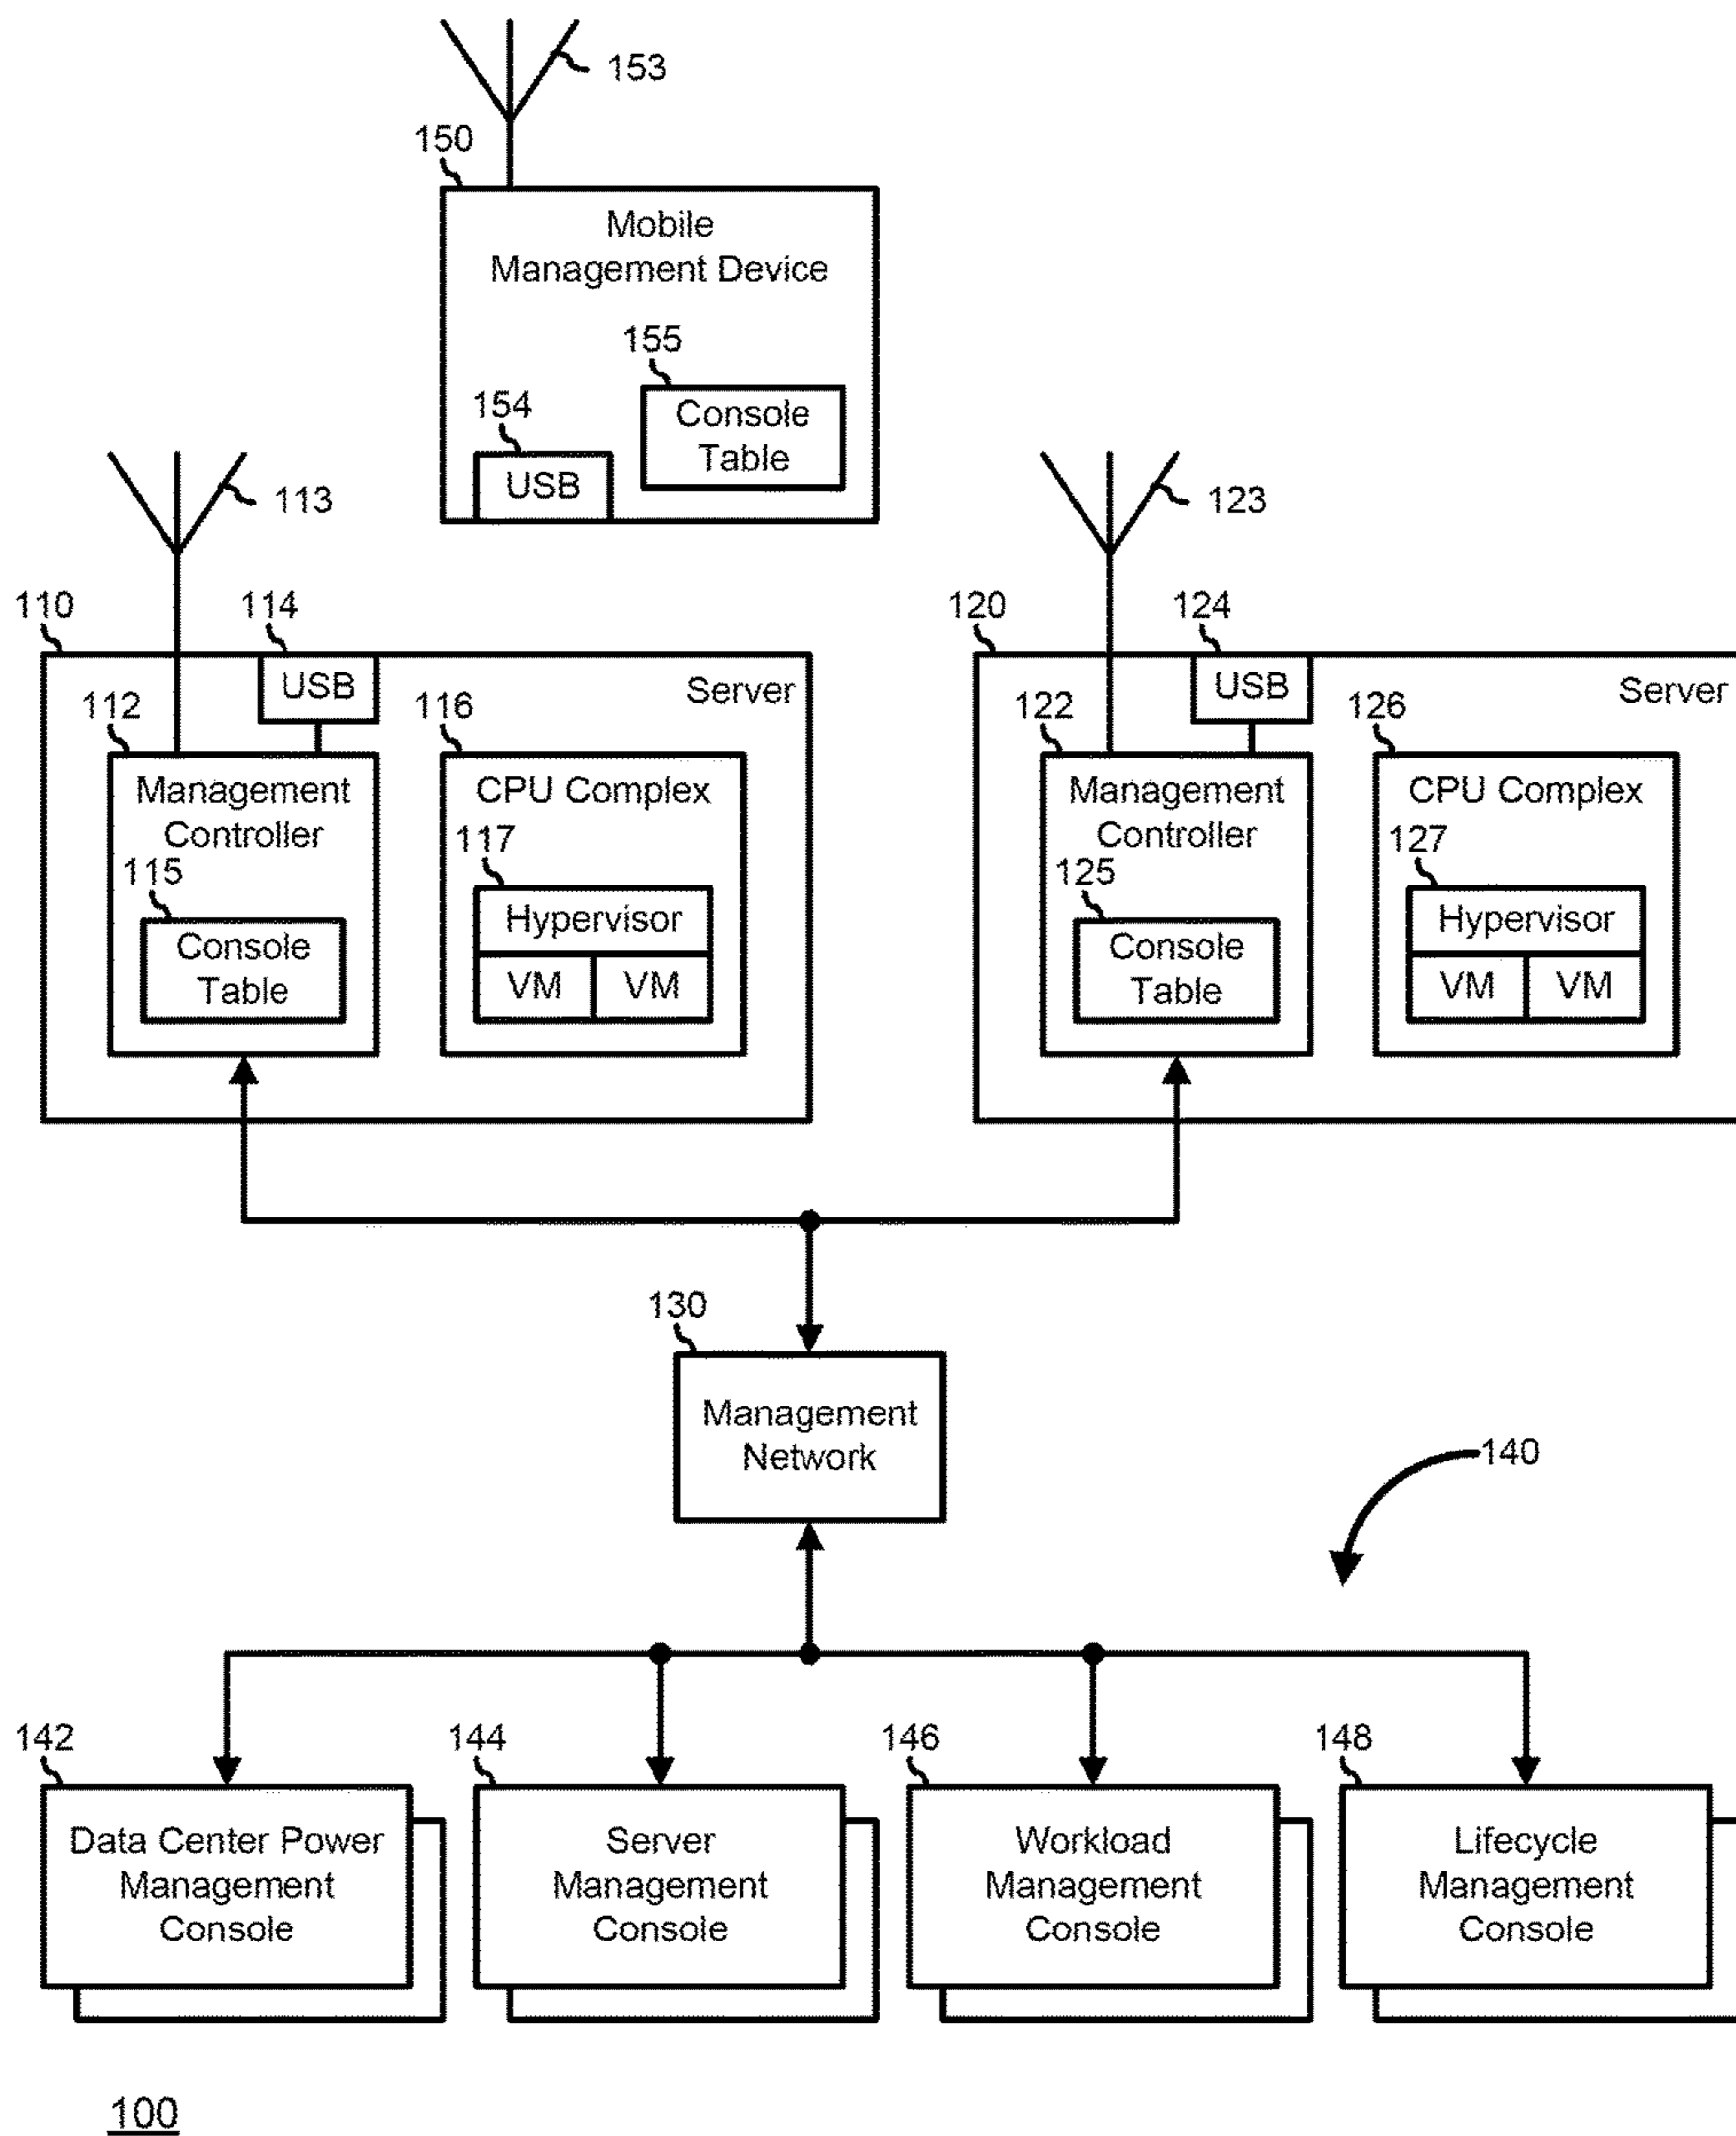 153
150
Mobile
Management Device
155
Console
Table
154
USB
113
123
110
114
USB
Server
112
Management
Controller
115
Console
Table
116
CPU Complex
117
Hypervisor
VM VM
120
124
USB
Server
122
Management
Controller
125
Console
Table
126
CPU Complex
127
Hypervisor
VM VM
130
Management
Network
140
142
Data Center Power
Management
Console
144
Server
Management
Console
146
Workload
Management
Console
148
Lifecycle
Management
Console
100